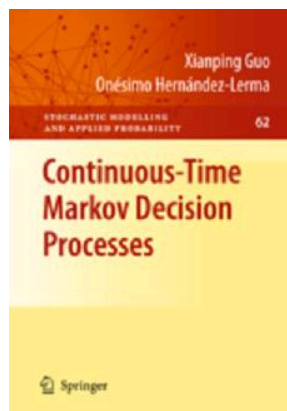 Xianping Guo
Onésimo Hernández-Lerma
STOCHASTIC MODELLING
AND APPLIED PROBABILITY
62
Continuous-Time
Markov Decision
Processes
Springer